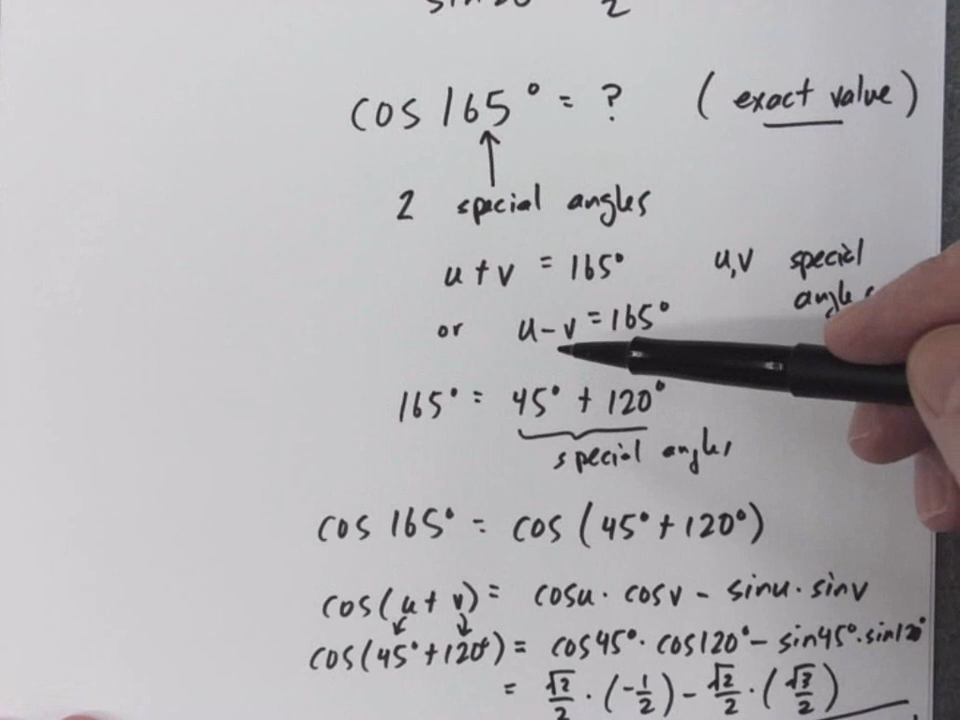 cos 165° = ? (exact value)
2 special angles
u + v = 165° u,v special
angles
or u - v = 165°
165° = 45° + 120°
special angles
cos 165° = cos (45° + 120°)
cos(u + v) = cosu · cosv - sinu · sinv
cos(45° + 120°) = cos45° · cos120° - sin45° · sin120°
= √2/2 · (-1/2) - √2/2 · (√3/2)